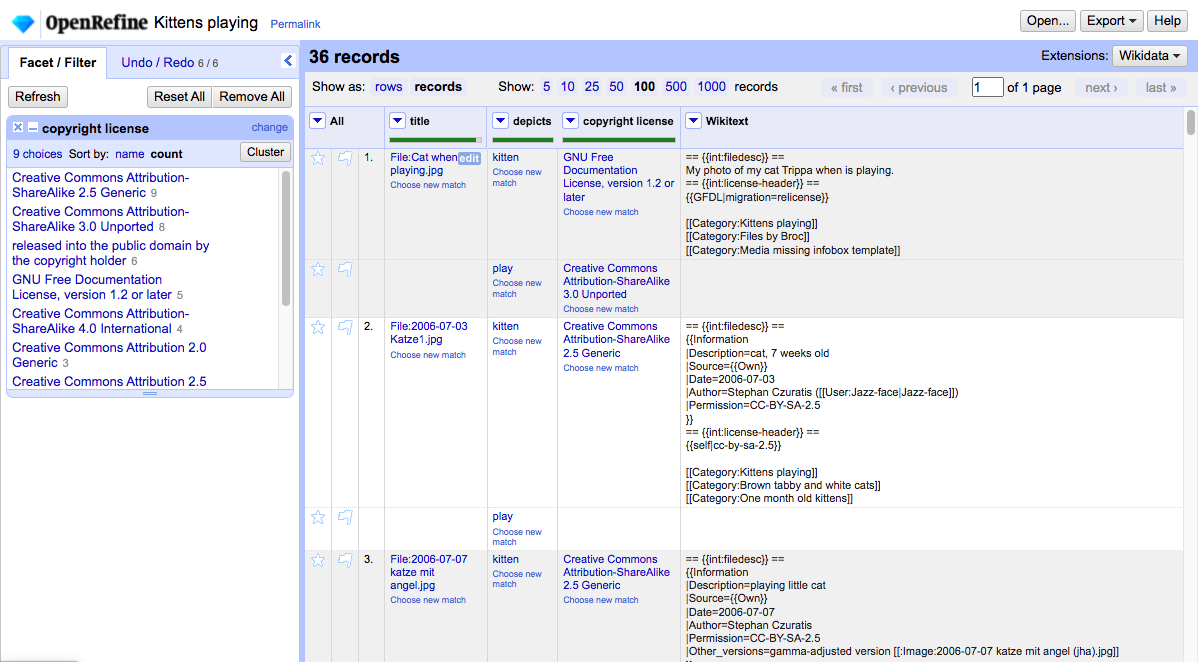 OpenRefine Kittens playing Permalink
Open... Export Help
Facet / Filter Undo / Redo 6 / 6
Refresh Reset All Remove All
copyright license change
9 choices Sort by: name count Cluster
Creative Commons Attribution-
ShareAlike 2.5 Generic 9
Creative Commons Attribution-
ShareAlike 3.0 Unported 8
released into the public domain by
the copyright holder 6
GNU Free Documentation
License, version 1.2 or later 5
Creative Commons Attribution-
ShareAlike 4.0 International 4
Creative Commons Attribution 2.0
Generic 3
Creative Commons Attribution 2.5
36 records
Extensions: Wikidata
Show as: rows records Show: 5 10 25 50 100 500 1000 records « first ‹ previous 1 of 1 page next › last »
All title depicts copyright license Wikitext
1.
File:Cat when edit
playing.jpg
Choose new match
kitten
Choose new
match
GNU Free
Documentation
License, version 1.2 or
later
Choose new match
== {{int:filedesc}} ==
My photo of my cat Trippa when is playing.
== {{int:license-header}} ==
{{GFDL|migration=relicense}}
[[Category:Kittens playing]]
[[Category:Files by Broc]]
[[Category:Media missing infobox template]]
play
Choose new
match
Creative Commons
Attribution-ShareAlike
3.0 Unported
Choose new match
2.
File:2006-07-03
Katze1.jpg
Choose new match
kitten
Choose new
match
Creative Commons
Attribution-ShareAlike
2.5 Generic
Choose new match
== {{int:filedesc}} ==
{{Information
|Description=cat, 7 weeks old
|Source={{Own}}
|Date=2006-07-03
|Author=Stephan Czuratis ([[User:Jazz-face|Jazz-face]])
|Permission=CC-BY-SA-2.5
}}
== {{int:license-header}} ==
{{self|cc-by-sa-2.5}}
[[Category:Kittens playing]]
[[Category:Brown tabby and white cats]]
[[Category:One month old kittens]]
play
Choose new
match
3.
File:2006-07-07
katze mit
angel.jpg
Choose new match
kitten
Choose new
match
Creative Commons
Attribution-ShareAlike
2.5 Generic
Choose new match
== {{int:filedesc}} ==
{{Information
|Description=playing little cat
|Source={{Own}}
|Date=2006-07-07
|Author=Stephan Czuratis
|Permission=CC-BY-SA-2.5
|Other_versions=gamma-adjusted version [[:Image:2006-07-07 katze mit angel (jha).jpg]]